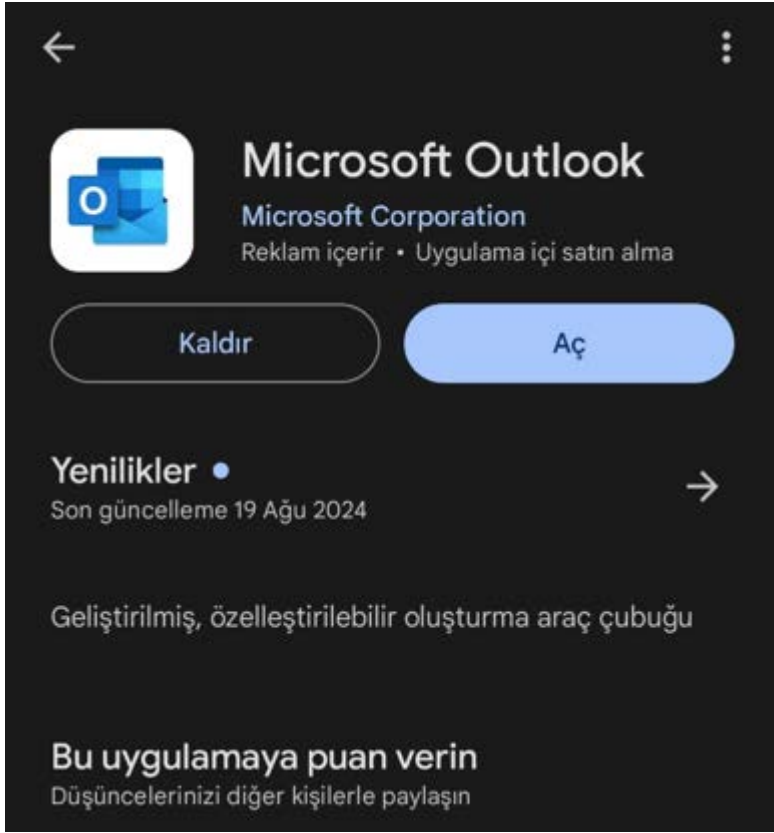 Microsoft Outlook
Microsoft Corporation
Reklam içerir • Uygulama içi satın alma
Kaldır
Aç
Yenilikler
Son güncelleme 19 Ağu 2024
Geliştirilmiş, özelleştirilebilir oluşturma araç çubuğu
Bu uygulamaya puan verin
Düşüncelerinizi diğer kişilerle paylaşın